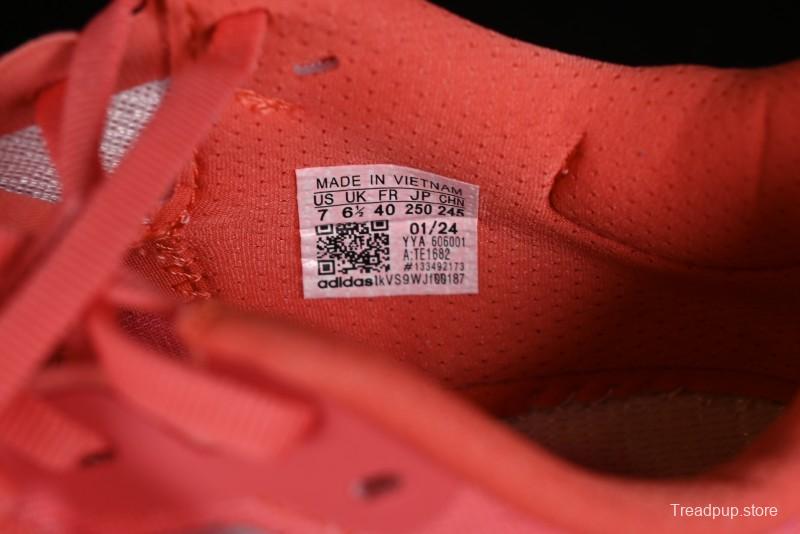 MADE IN VIETNAM
US UK FR JP CHN
7 6½ 40 250 245
01/24
YYA 606001
A:TE1682
#133492173
adidas1kVS9WJf00187
Treadpup.store